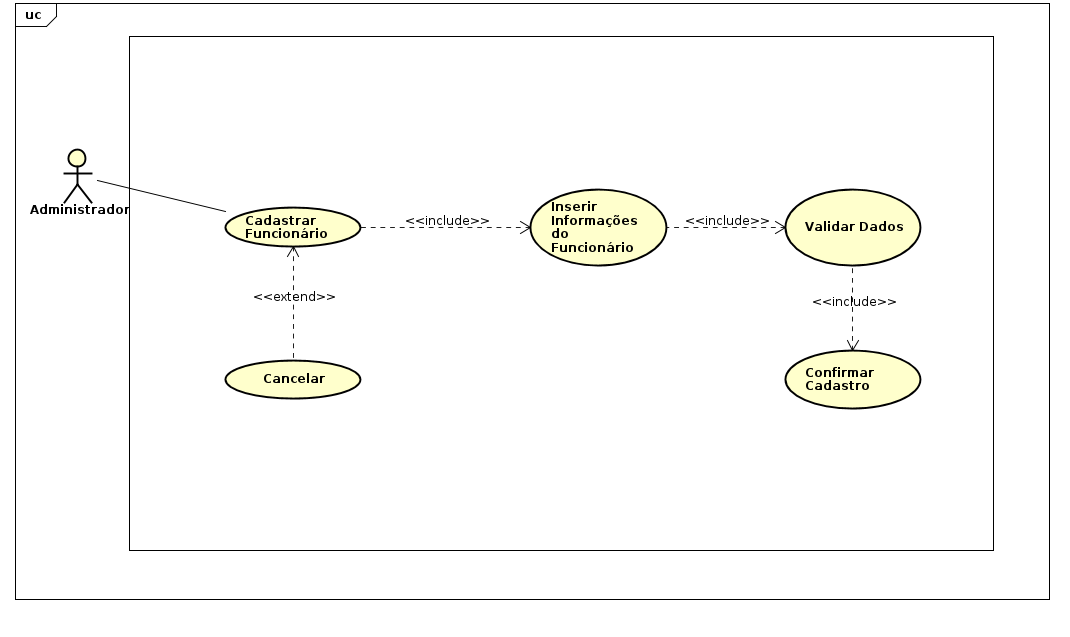 uc
Administrador
Cadastrar
Funcionário
<<include>>
Inserir
Informações
do
Funcionário
<<include>>
Validar Dados
<<extend>>
<<include>>
Cancelar
Confirmar
Cadastro